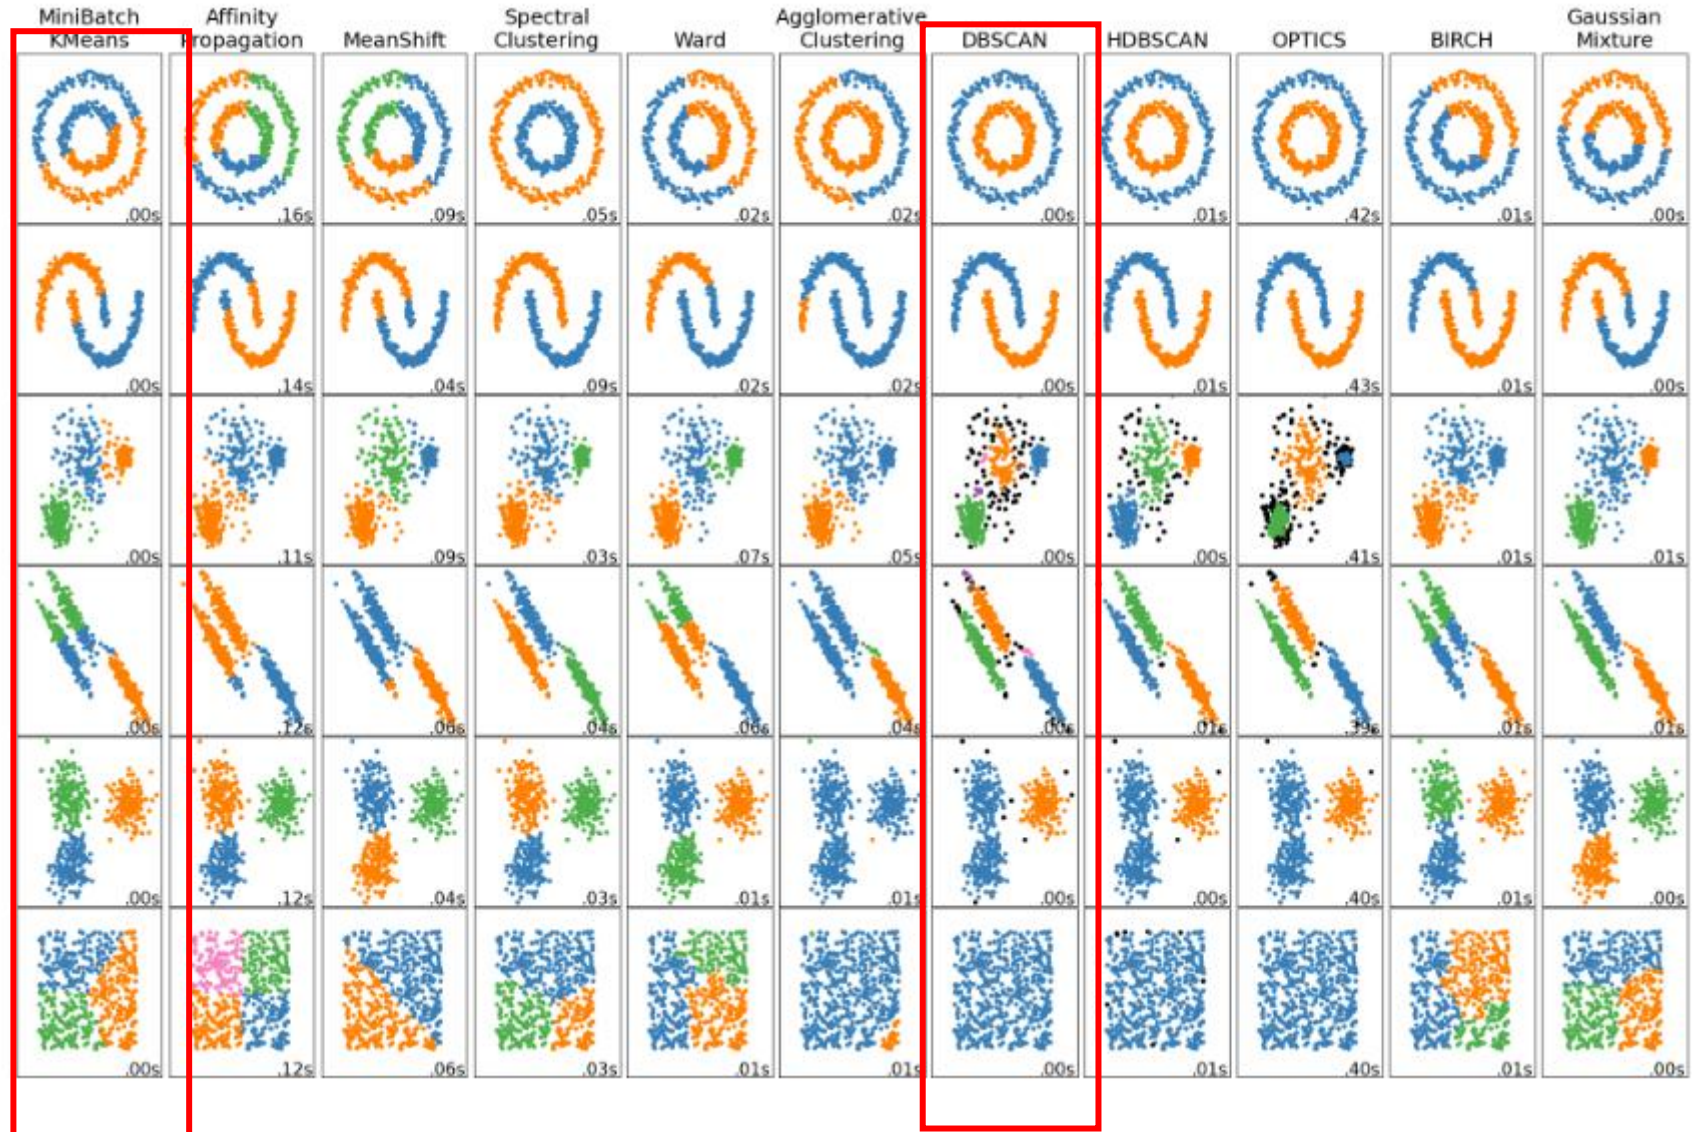 MiniBatch
KMeans
Affinity
Propagation
MeanShift
Spectral
Clustering
Ward
Agglomerative
Clustering
DBSCAN
HDBSCAN
OPTICS
BIRCH
Gaussian
Mixture
.00s .16s .09s .05s .02s .02s .00s .01s .42s .01s .00s
.00s .14s .04s .09s .02s .02s .00s .01s .43s .01s .00s
.00s .11s .09s .03s .07s .05s .00s .00s .41s .01s .01s
.00s .12s .06s .04s .06s .04s .00s .01s .39s .01s .01s
.00s .12s .04s .03s .01s .01s .00s .00s .40s .01s .00s
.00s .12s .06s .03s .01s .01s .00s .01s .40s .01s .00s